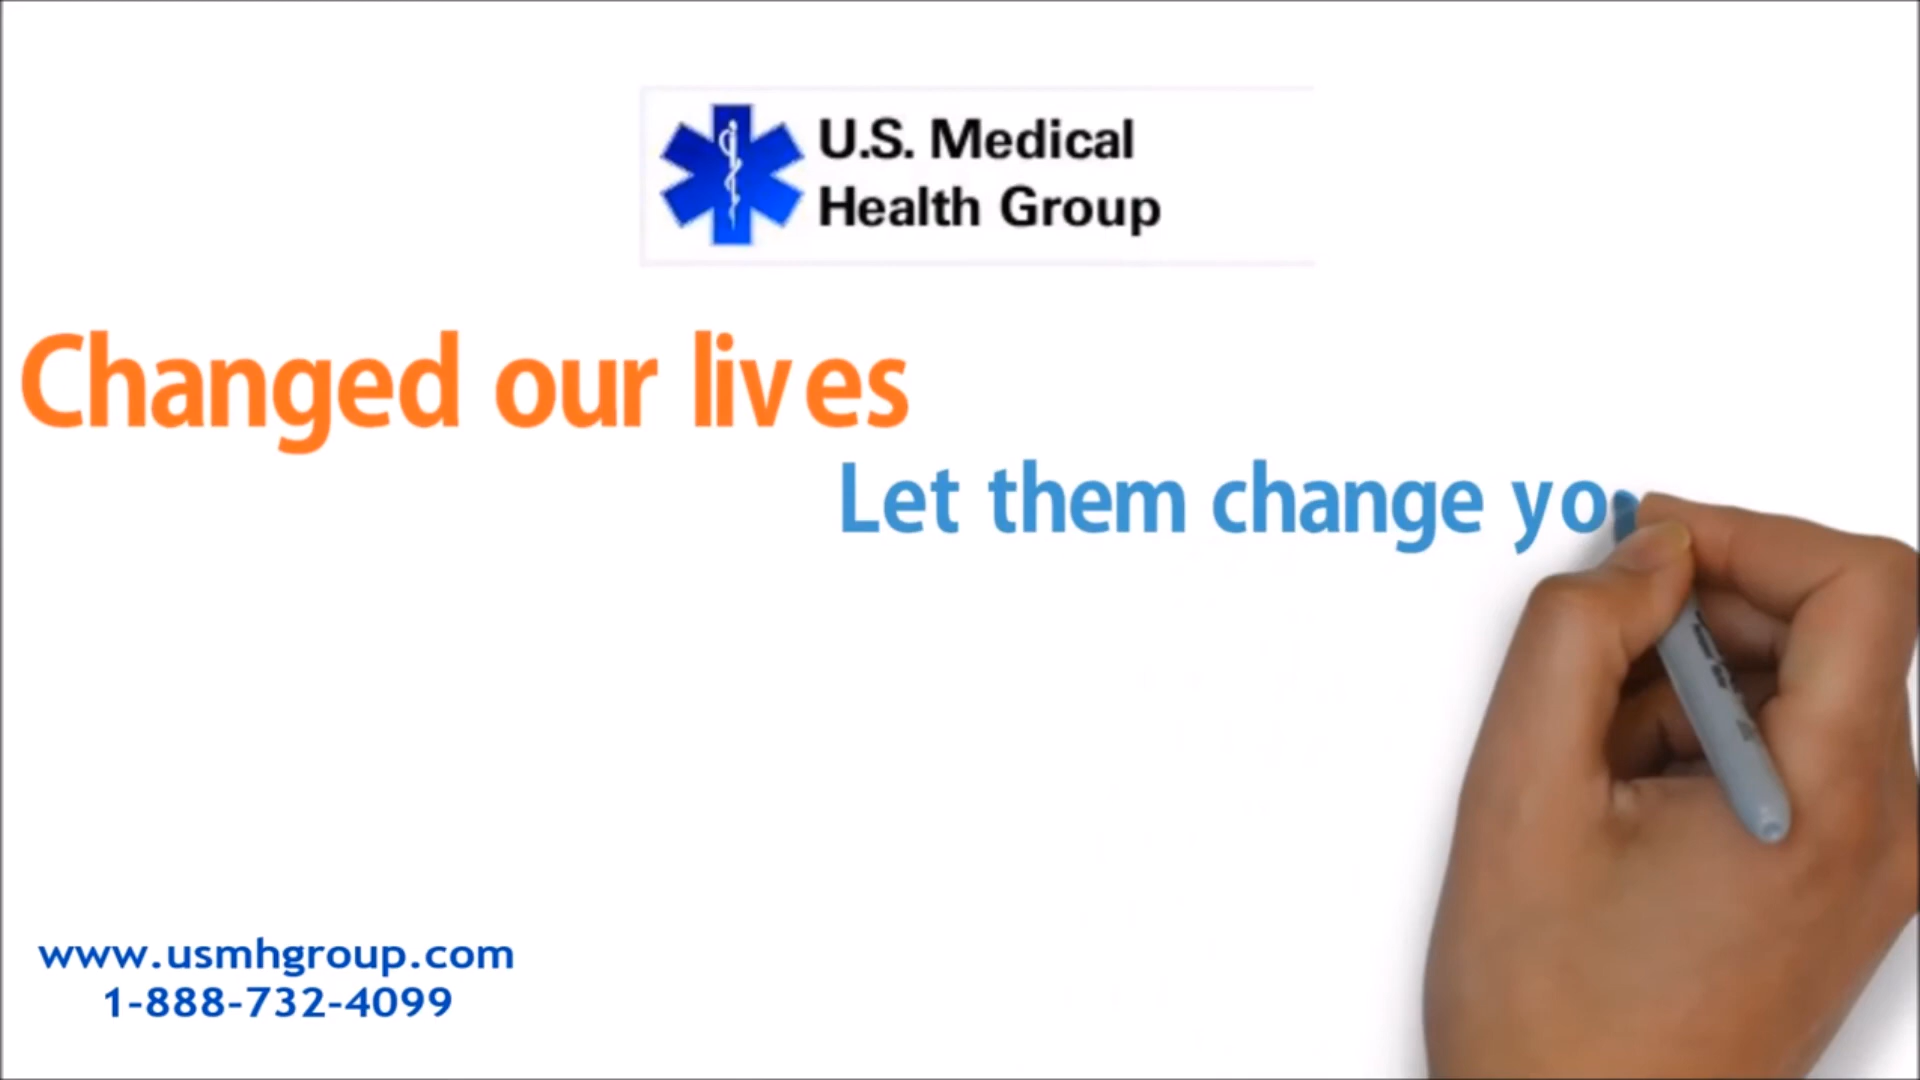 U.S. Medical
Health Group
Changed our lives
Let them change yo
www.usmhgroup.com
1-888-732-4099